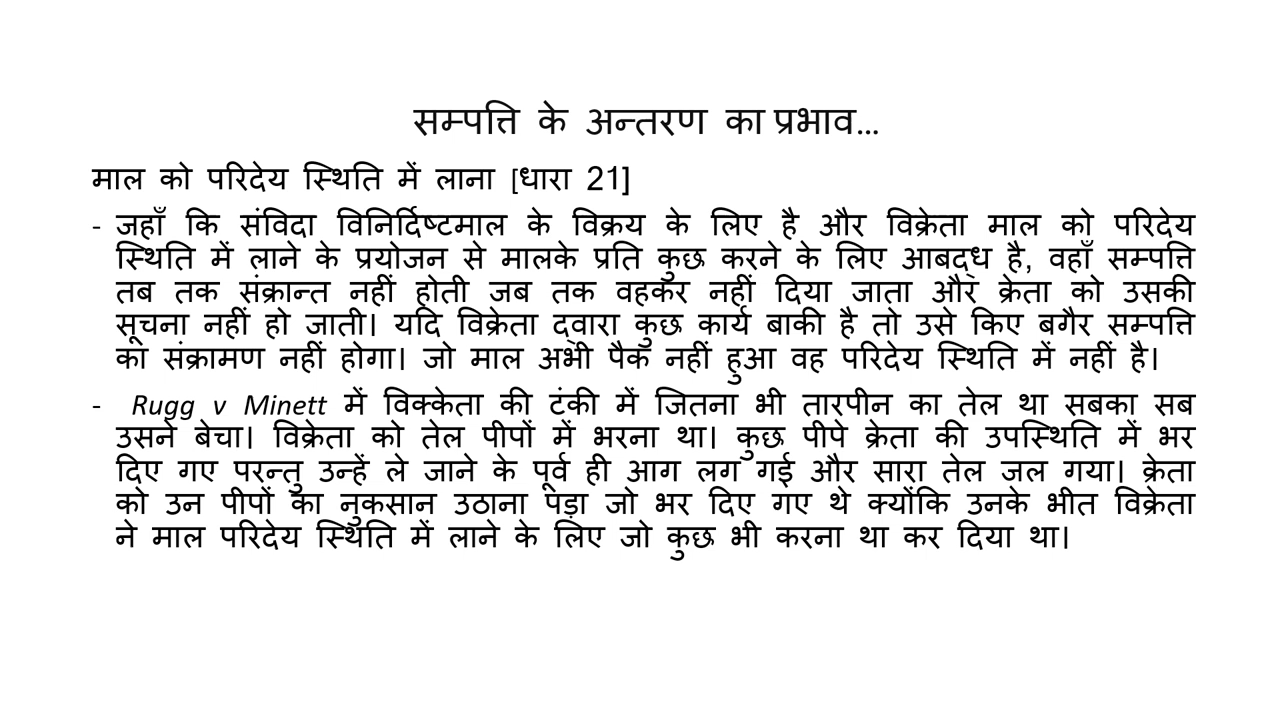 सम्पत्ति के अन्तरण का प्रभाव...
माल को परिदेय स्थिति में लाना [धारा 21]
- जहाँ कि संविदा विनिर्दिष्टमाल के विक्रय के लिए है और विक्रेता माल को परिदेय
स्थिति में लाने के प्रयोजन से मालके प्रति कुछ करने के लिए आबद्ध है, वहाँ सम्पत्ति
तब तक संक्रान्त नहीं होती जब तक वहकर नहीं दिया जाता और क्रेता को उसकी
सूचना नहीं हो जाती। यदि विक्रेता द्वारा कुछ कार्य बाकी है तो उसे किए बगैर सम्पत्ति
का संक्रामण नहीं होगा। जो माल अभी पैक नहीं हुआ वह परिदेय स्थिति में नहीं है।
- Rugg v Minett में विक्केता की टंकी में जितना भी तारपीन का तेल था सबका सब
उसने बेचा। विक्रेता को तेल पीपों में भरना था। कुछ पीपे क्रेता की उपस्थिति में भर
दिए गए परन्तु उन्हें ले जाने के पूर्व ही आग लग गई और सारा तेल जल गया। क्रेता
को उन पीपों का नुकसान उठाना पड़ा जो भर दिए गए थे क्योंकि उनके भीत विक्रेता
ने माल परिदेय स्थिति में लाने के लिए जो कुछ भी करना था कर दिया था।